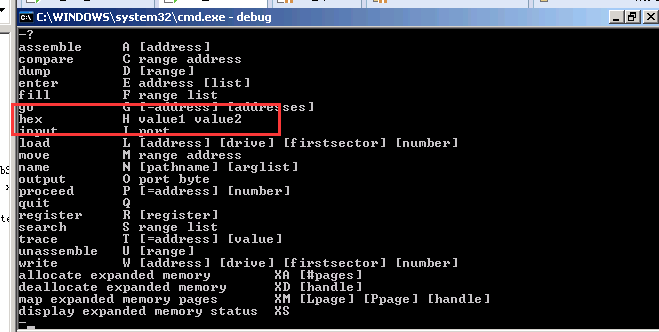 C:\WINDOWS\system32\cmd.exe - debug
-?
assemble     A [address]
compare      C range address
dump         D [range]
enter        E address [list]
fill         F range list
go           G [=address] [addresses]
hex          H value1 value2
input        I port
load         L [address] [drive] [firstsector] [number]
move         M range address
name         N [pathname] [arglist]
output       O port byte
proceed      P [=address] [number]
quit         Q
register     R [register]
search       S range list
trace        T [=address] [value]
unassemble   U [range]
write        W [address] [drive] [firstsector] [number]
allocate expanded memory        XA [#pages]
deallocate expanded memory      XD [handle]
map expanded memory pages       XM [Lpage] [Ppage] [handle]
display expanded memory status  XS
-